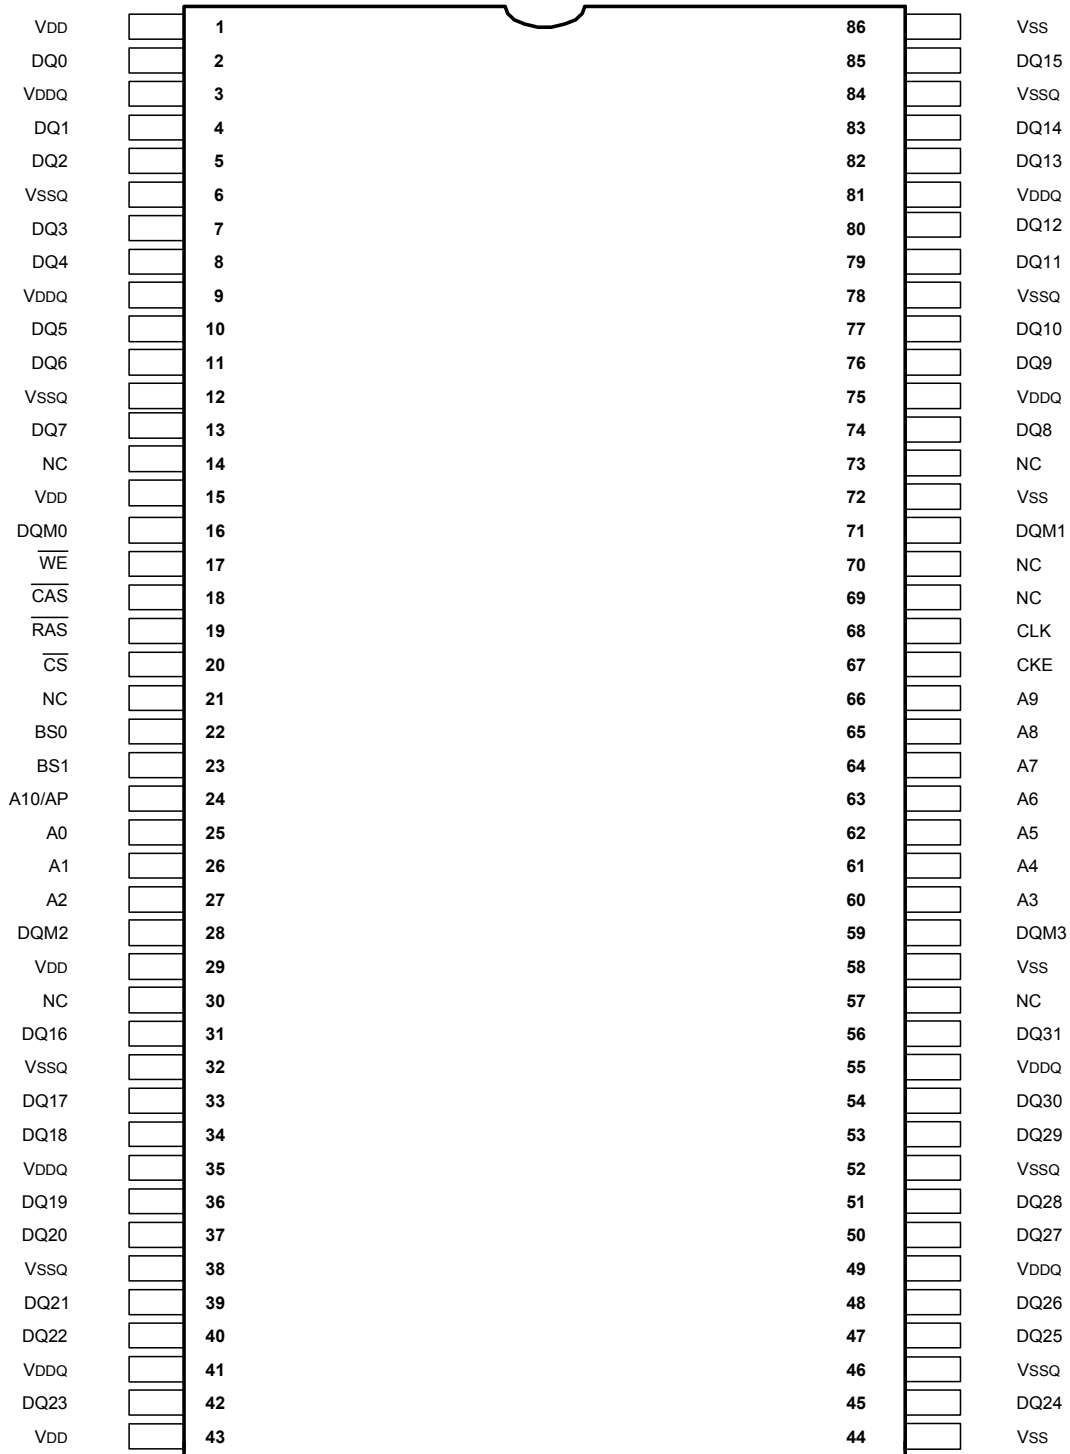 VDD 1 86 VSS
DQ0 2 85 DQ15
VDDQ 3 84 VSSQ
DQ1 4 83 DQ14
DQ2 5 82 DQ13
VSSQ 6 81 VDDQ
DQ3 7 80 DQ12
DQ4 8 79 DQ11
VDDQ 9 78 VSSQ
DQ5 10 77 DQ10
DQ6 11 76 DQ9
VSSQ 12 75 VDDQ
DQ7 13 74 DQ8
NC 14 73 NC
VDD 15 72 VSS
DQM0 16 71 DQM1
W̅E̅ 17 70 NC
C̅A̅S̅ 18 69 NC
R̅A̅S̅ 19 68 CLK
C̅S̅ 20 67 CKE
NC 21 66 A9
BS0 22 65 A8
BS1 23 64 A7
A10/AP 24 63 A6
A0 25 62 A5
A1 26 61 A4
A2 27 60 A3
DQM2 28 59 DQM3
VDD 29 58 VSS
NC 30 57 NC
DQ16 31 56 DQ31
VSSQ 32 55 VDDQ
DQ17 33 54 DQ30
DQ18 34 53 DQ29
VDDQ 35 52 VSSQ
DQ19 36 51 DQ28
DQ20 37 50 DQ27
VSSQ 38 49 VDDQ
DQ21 39 48 DQ26
DQ22 40 47 DQ25
VDDQ 41 46 VSSQ
DQ23 42 45 DQ24
VDD 43 44 VSS